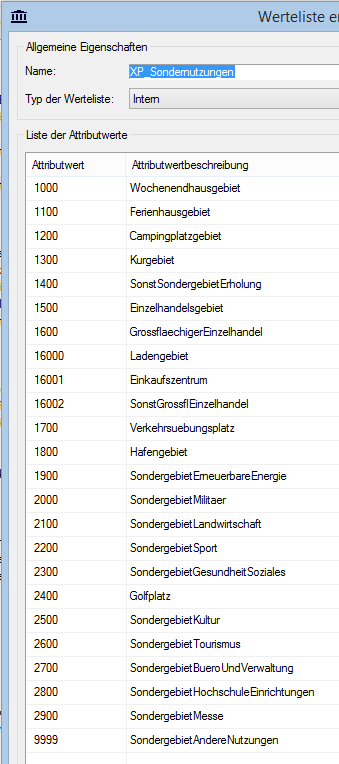 Werteliste er
Allgemeine Eigenschaften
Name: XP_Sondernutzungen
Typ der Werteliste: Intern
Liste der Attributwerte
Attributwert Attributwertbeschreibung
1000 Wochenendhausgebiet
1100 Ferienhausgebiet
1200 Campingplatzgebiet
1300 Kurgebiet
1400 SonstSondergebietErholung
1500 Einzelhandelsgebiet
1600 GrossflaechigerEinzelhandel
16000 Ladengebiet
16001 Einkaufszentrum
16002 SonstGrossflEinzelhandel
1700 Verkehrsuebungsplatz
1800 Hafengebiet
1900 SondergebietErneuerbareEnergie
2000 SondergebietMilitaer
2100 SondergebietLandwirtschaft
2200 SondergebietSport
2300 SondergebietGesundheitSoziales
2400 Golfplatz
2500 SondergebietKultur
2600 SondergebietTourismus
2700 SondergebietBueroUndVerwaltung
2800 SondergebietHochschuleEinrichtungen
2900 SondergebietMesse
9999 SondergebietAndereNutzungen